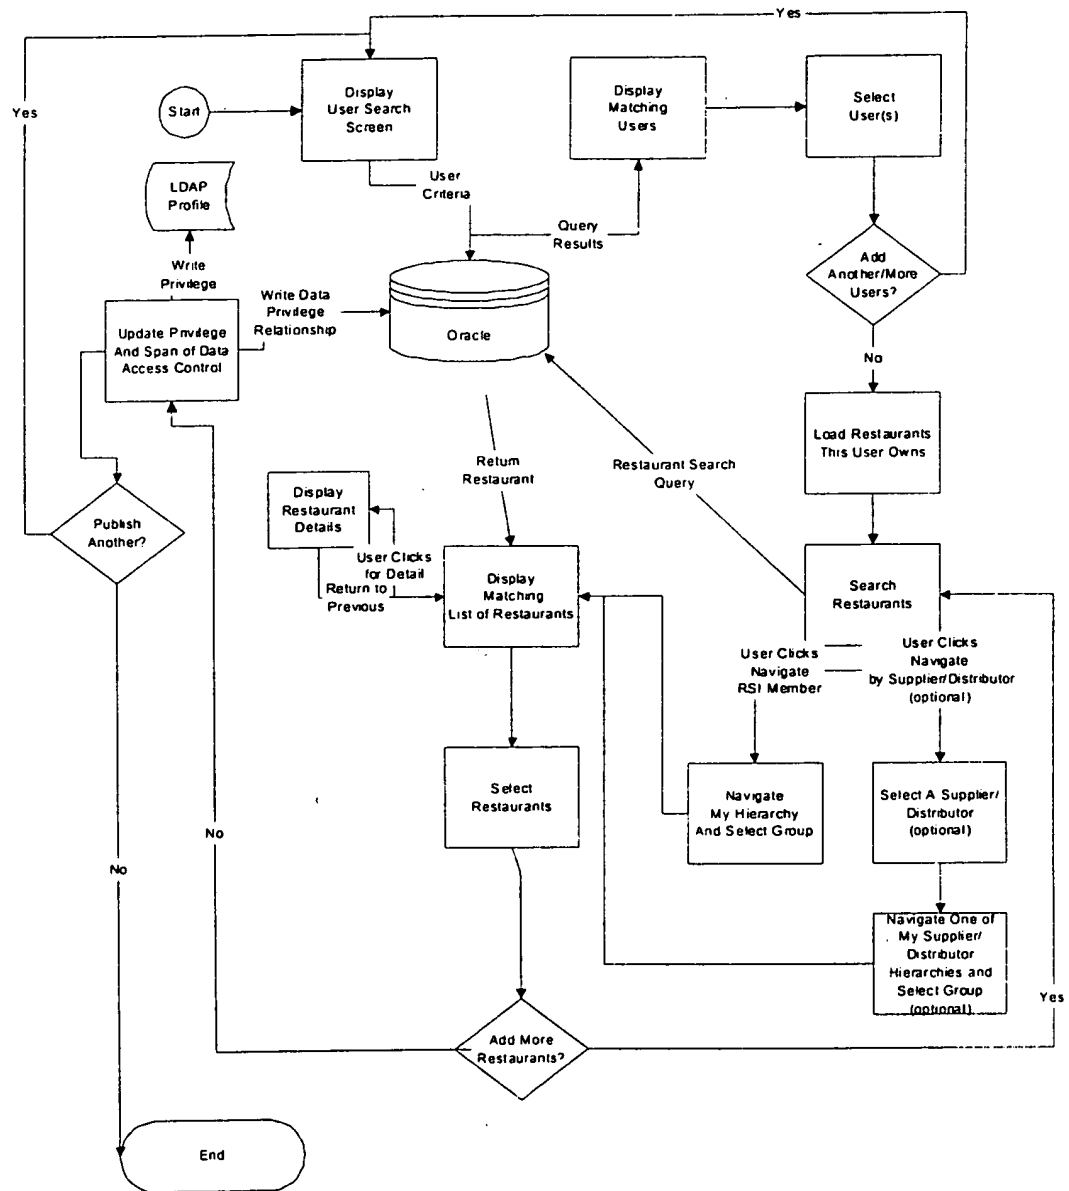 Yes
Yes
Start
Display
User Search
Screen
Display
Matching
Users
Select
User(s)
User
Criteria
LDAP
Profile
Query
Results
Write
Privilege
Add
Another/More
Users?
Write Data
Privilege
Relationship
Oracle
Update Privilege
And Span of Data
Access Control
No
Load Restaurants
This User Owns
Return
Restaurant
Restaurant Search
Query
Display
Restaurant
Details
Publish
Another?
User Clicks
for Detail
Return to
Previous
Display
Matching
List of Restaurants
Search
Restaurants
User Clicks
Navigate
RSI Member
User Clicks
Navigate
by Supplier/Distributor
(optional)
Select
Restaurants
Navigate
My Hierarchy
And Select Group
Select A Supplier/
Distributor
(optional)
No
No
Navigate One of
My Supplier/
Distributor
Hierarchies and
Select Group
(optional)
Yes
Add More
Restaurants?
End